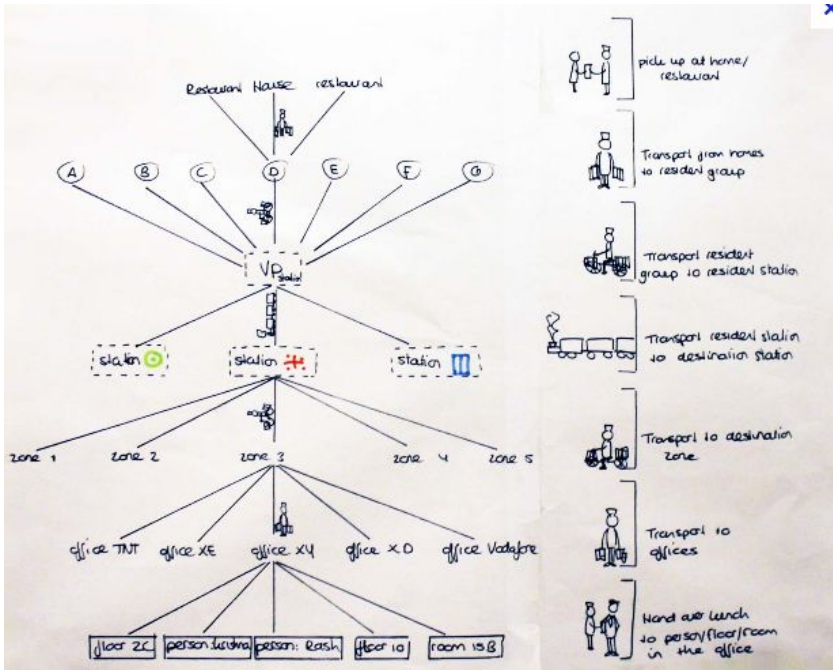 Restaurant House restaurant
pick up at home/
restaurant
A B C D E F G
Transport from homes
to resident group
VP station
Transport resident
group to resident station
station station station
Transport resident station
to destination station
zone 1 zone 2 zone 3 zone 4 zone 5
Transport to destination
zone
office TNT office XE office XY office XD office Vodafone
Transport to
offices
floor 2C person: person: floor 10 room 15B
Hand over lunch
to person/floor/room
in the office